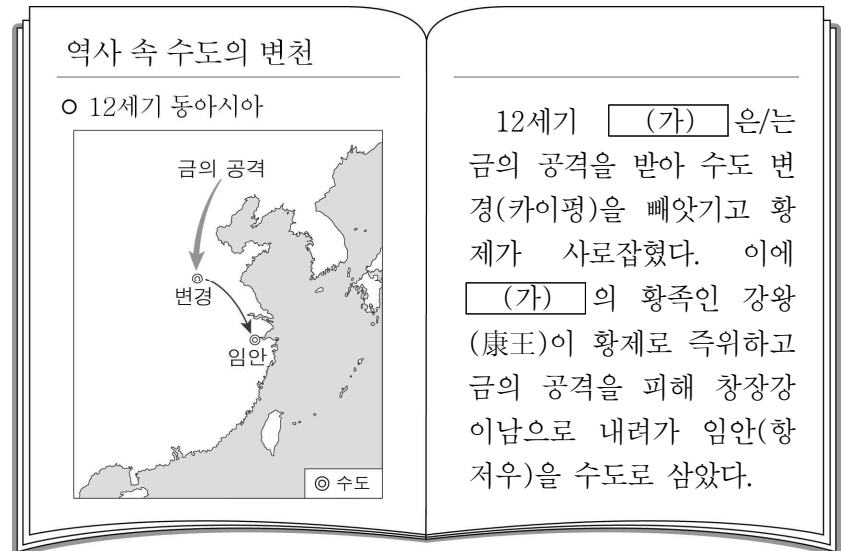 역사 속 수도의 변천
○ 12세기 동아시아
금의 공격
변경
임안
◎ 수도
12세기 (가) 은/는
금의 공격을 받아 수도 변
경(카이펑)을 빼앗기고 황
제가 사로잡혔다. 이에
(가) 의 황족인 강왕
(康王)이 황제로 즉위하고
금의 공격을 피해 창장강
이남으로 내려가 임안(항
저우)을 수도로 삼았다.